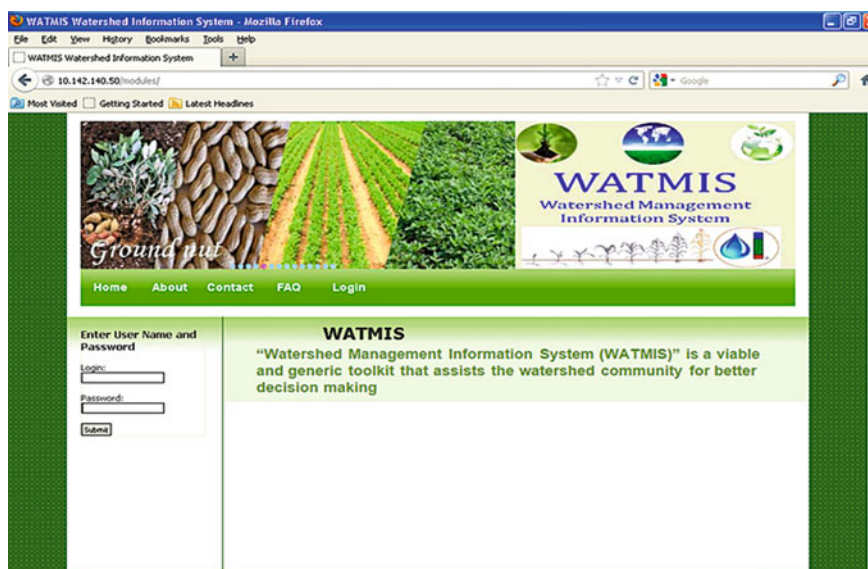 WATMIS Watershed Information System - Mozilla Firefox
File Edit View History Bookmarks Tools Help
WATMIS Watershed Information System
10.142.140.50/modules/
Google
Most Visited Getting Started Latest Headlines
Ground nut
WATMIS
Watershed Management
Information System
Home About Contact FAQ Login
Enter User Name and
Password
Login:
Password:
Submit
WATMIS
“Watershed Management Information System (WATMIS)” is a viable
and generic toolkit that assists the watershed community for better
decision making